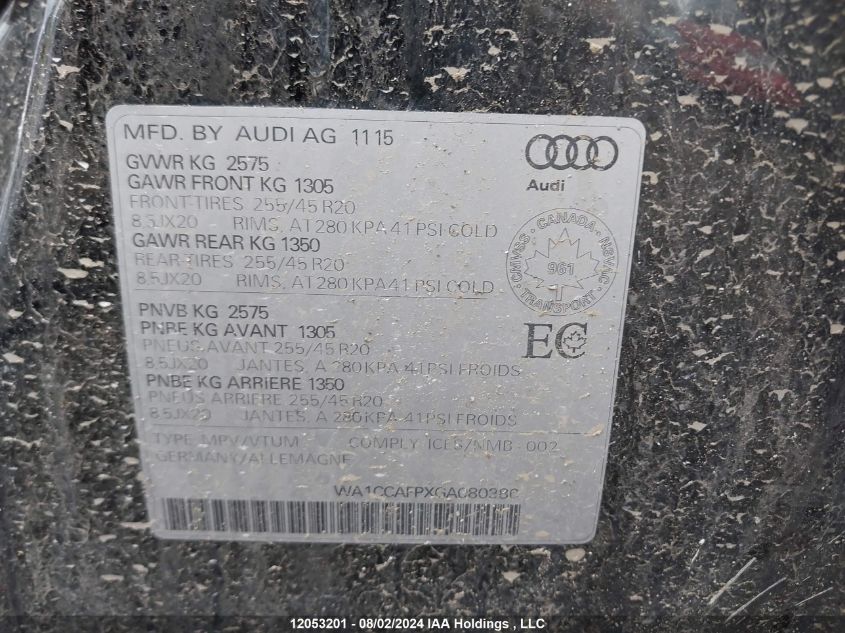 MFD. BY AUDI AG 11 15
Audi
GVWR KG 2575
GAWR FRONT KG 1305
FRONT-TIRES 255/45 R20
8.5JX20 RIMS, AT 280 KPA 41 PSI COLD
GAWR REAR KG 1350
REAR TIRES 255/45 R20
8.5JX20 RIMS, AT 280 KPA 41 PSI COLD
CANADA
CMVSS · NSVAC
961
TRANSPORT
PNVB KG 2575
PNBE KG AVANT 1305
PNEUS AVANT 255/45 R20
8.5JX20 JANTES, A 280 KPA 41 PSI FROIDS
EC
PNBE KG ARRIERE 1350
PNEUS ARRIERE 255/45 R20
8.5JX20 JANTES, A 280 KPA 41 PSI FROIDS
TYPE MPV/VTUM COMPLY ICES/NMB-002
GERMANY/ALLEMAGNE
12053201 - 08/02/2024 IAA Holdings, LLC